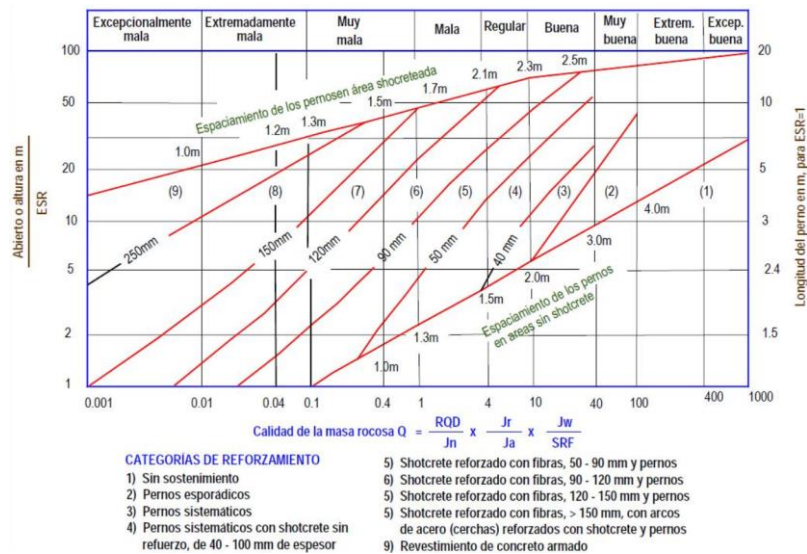 Excepcionalmente mala
Extremadamente mala
Muy mala
Mala
Regular
Buena
Muy buena
Extrem. buena
Excep. buena
100
50
20
10
5
2
1
Abierto o altura en m
ESR
20
10
5
3
2.4
1.5
1
Longitud del perno en m, para ESR=1
Espaciamiento de los pernosen área shocreteada
1.0m
1.2m
1.3m
1.5m
1.7m
2.1m
2.3m
2.5m
(9)
(8)
(7)
(6)
(5)
(4)
(3)
(2)
(1)
250mm
150mm
120mm
90 mm
50 mm
40 mm
1.0m
1.3m
1.5m
2.0m
3.0m
4.0m
Espaciamiento de los pernos
en areas sin shotcrete
0.001
0.01
0.04
0.1
0.4
1
4
10
40
100
400
1000
Calidad de la masa rocosa Q = RQD / Jn x Jr / Ja x Jw / SRF
CATEGORÍAS DE REFORZAMIENTO
1) Sin sostenimiento
2) Pernos esporádicos
3) Pernos sistemáticos
4) Pernos sistemáticos con shotcrete sin
refuerzo, de 40 - 100 mm de espesor
5) Shotcrete reforzado con fibras, 50 - 90 mm y pernos
6) Shotcrete reforzado con fibras, 90 - 120 mm y pernos
5) Shotcrete reforzado con fibras, 120 - 150 mm y pernos
5) Shotcrete reforzado con fibras, > 150 mm, con arcos
de acero (cerchas) reforzados con shotcrete y pernos
9) Revestimiento de concreto armado